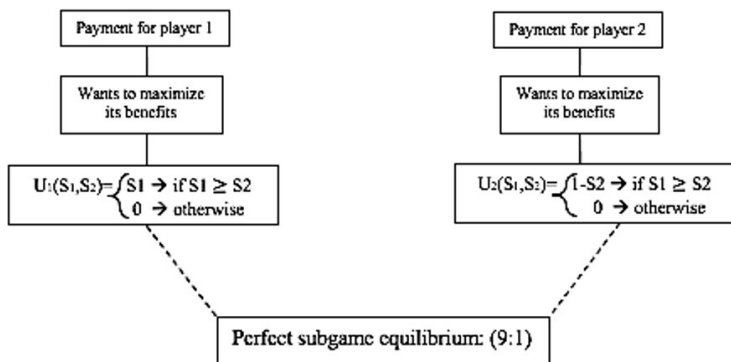 Payment for player 1
Payment for player 2
Wants to maximize
its benefits
Wants to maximize
its benefits
U₁(S₁,S₂)= { S1 → if S1 ≥ S2
0 → otherwise
U₂(S₁,S₂)= { 1-S2 → if S1 ≥ S2
0 → otherwise
Perfect subgame equilibrium: (9:1)